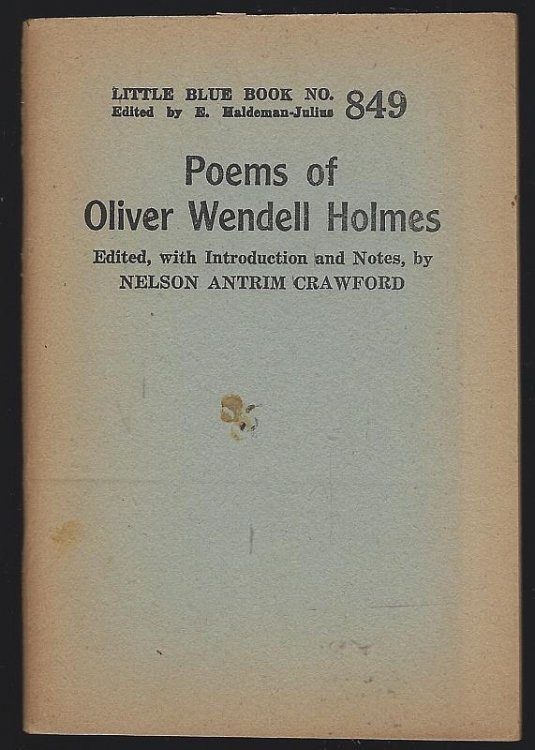 LITTLE BLUE BOOK NO. 849
Edited by E. Haldeman-Julius
Poems of
Oliver Wendell Holmes
Edited, with Introduction and Notes, by
NELSON ANTRIM CRAWFORD